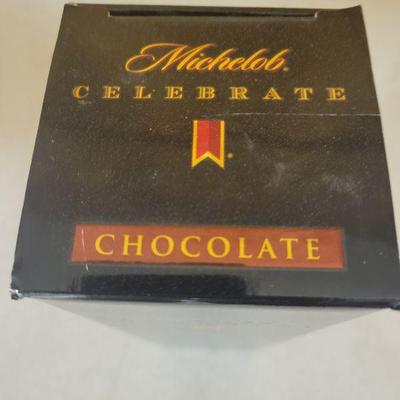 Michelob.
CELEBRATE
®
CHOCOLATE